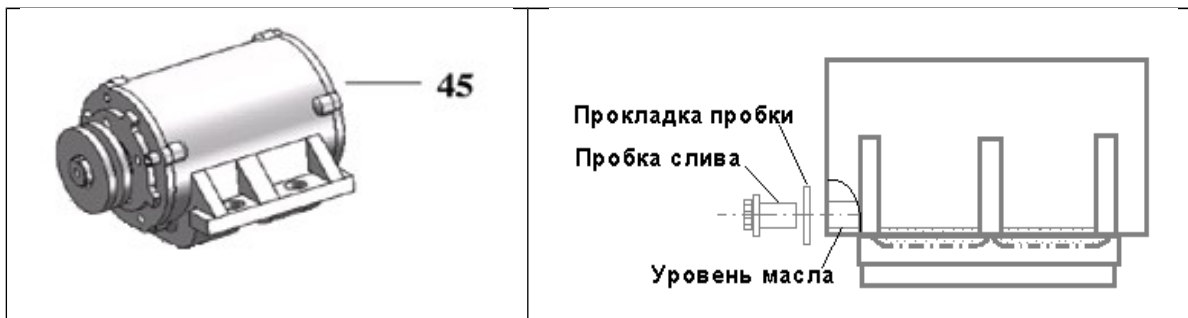 45
Прокладка пробки
Пробка слива
Уровень масла